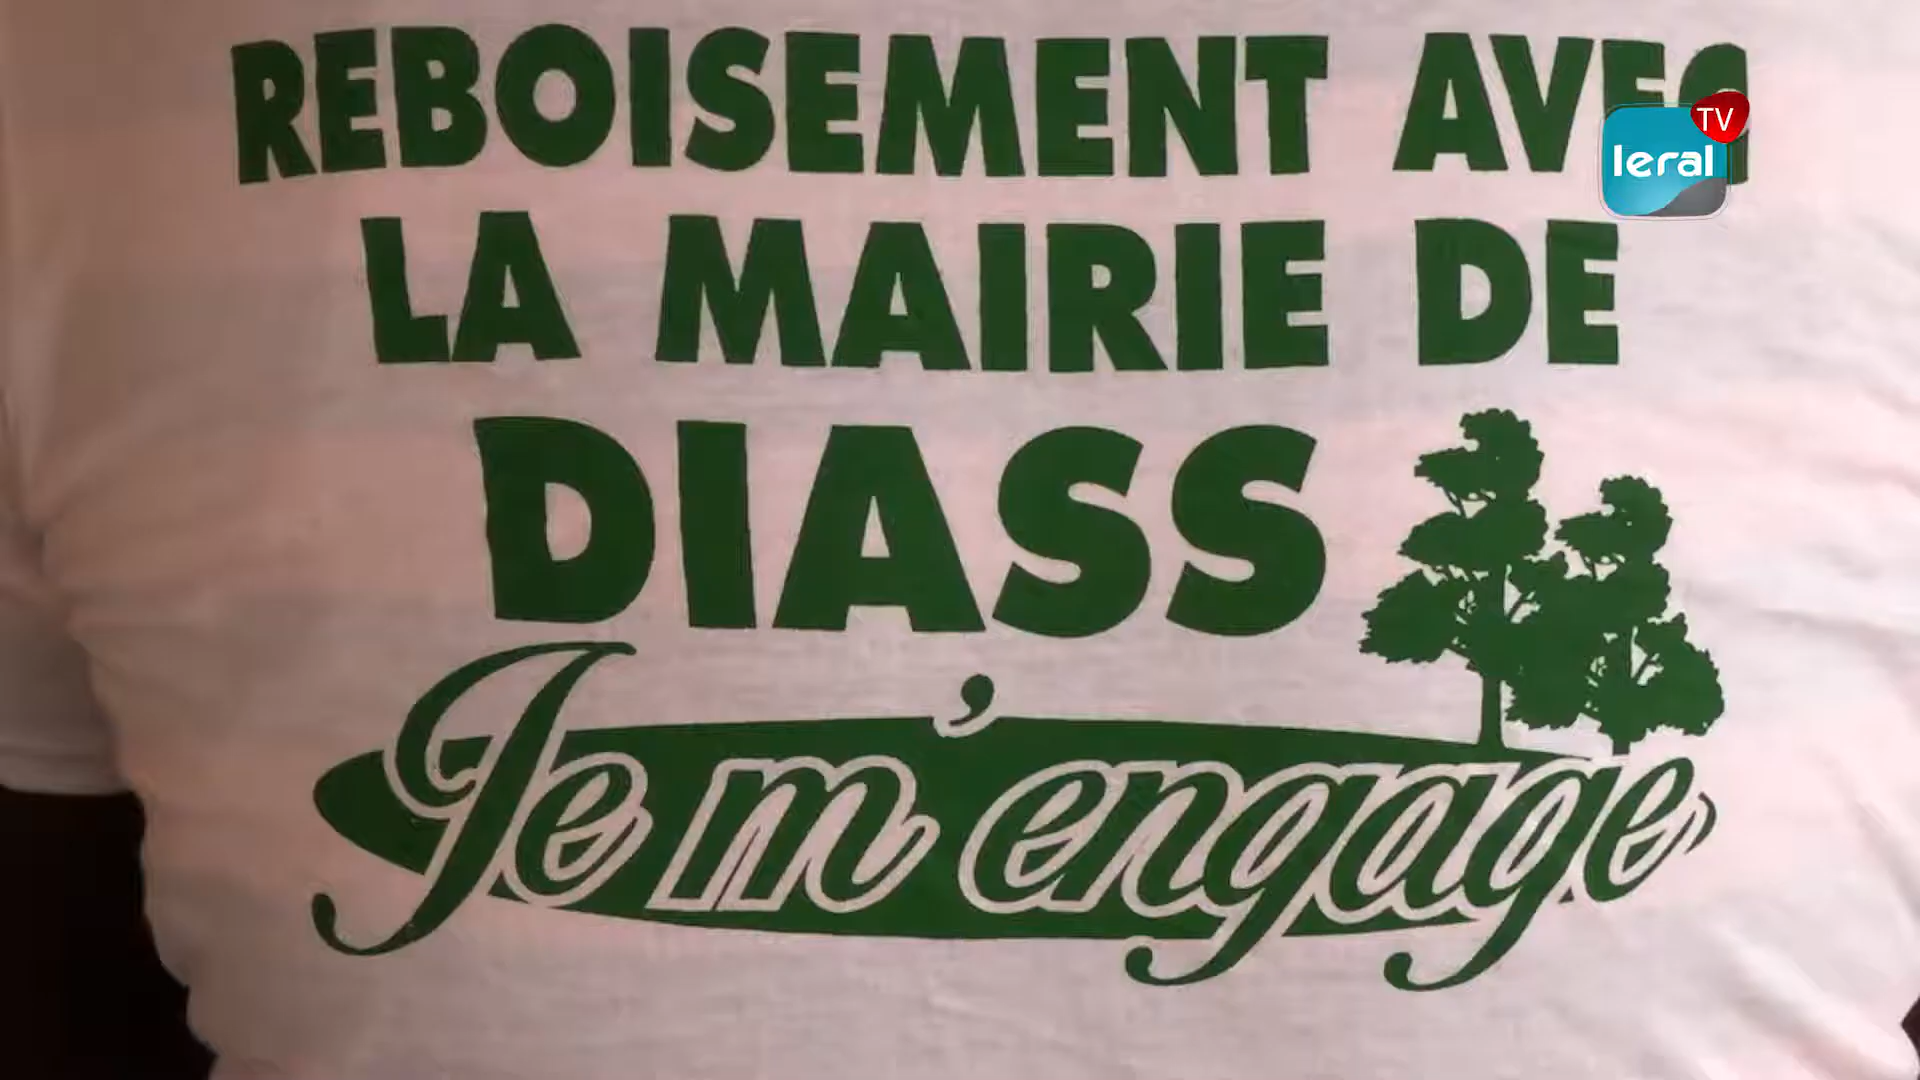 REBOISEMENT AVEC
TV
leral
LA MAIRIE DE
DIASS
Je m'engage